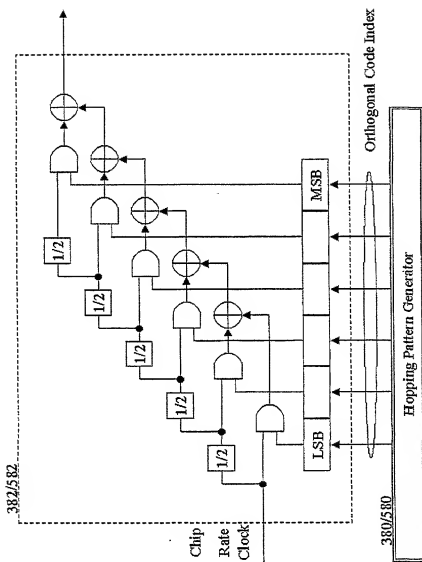 382/582
1/2
1/2
1/2
1/2
1/2
Chip
Rate
Clock
LSB
MSB
Orthogonal Code Index
380/580
Hopping Pattern Generator